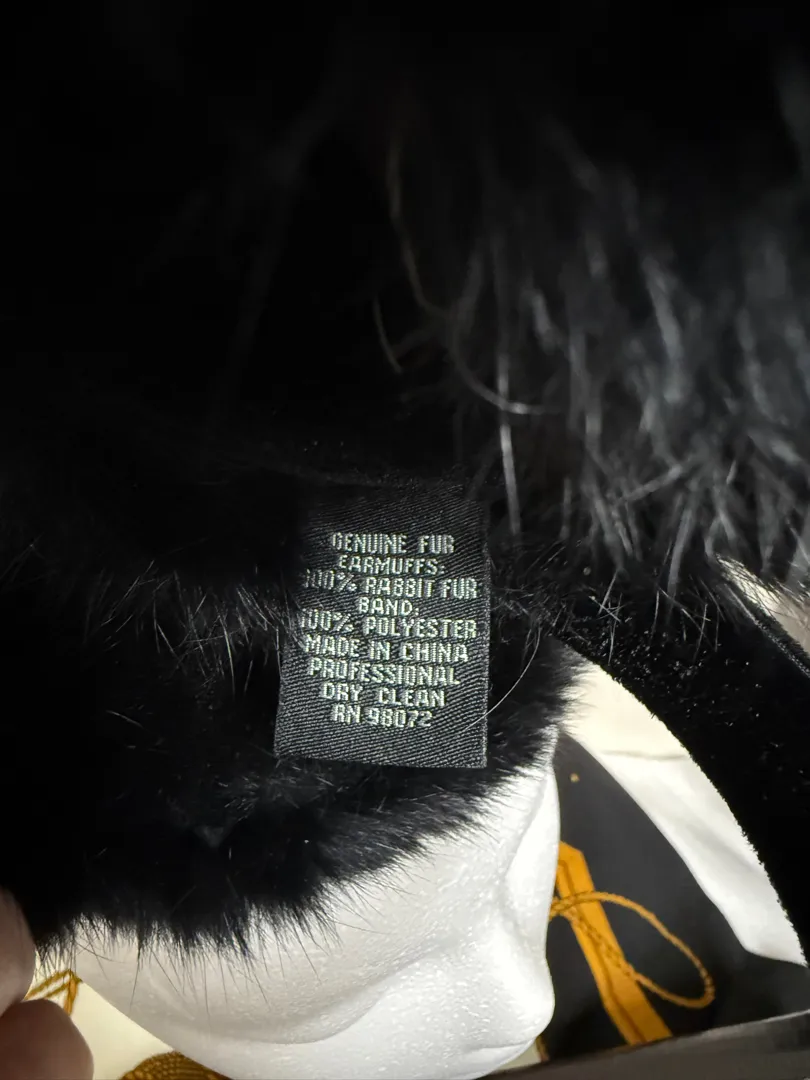 GENUINE FUR
EARMUFFS:
100% RABBIT FUR
BAND:
100% POLYESTER
MADE IN CHINA
PROFESSIONAL
DRY CLEAN
RN 98072